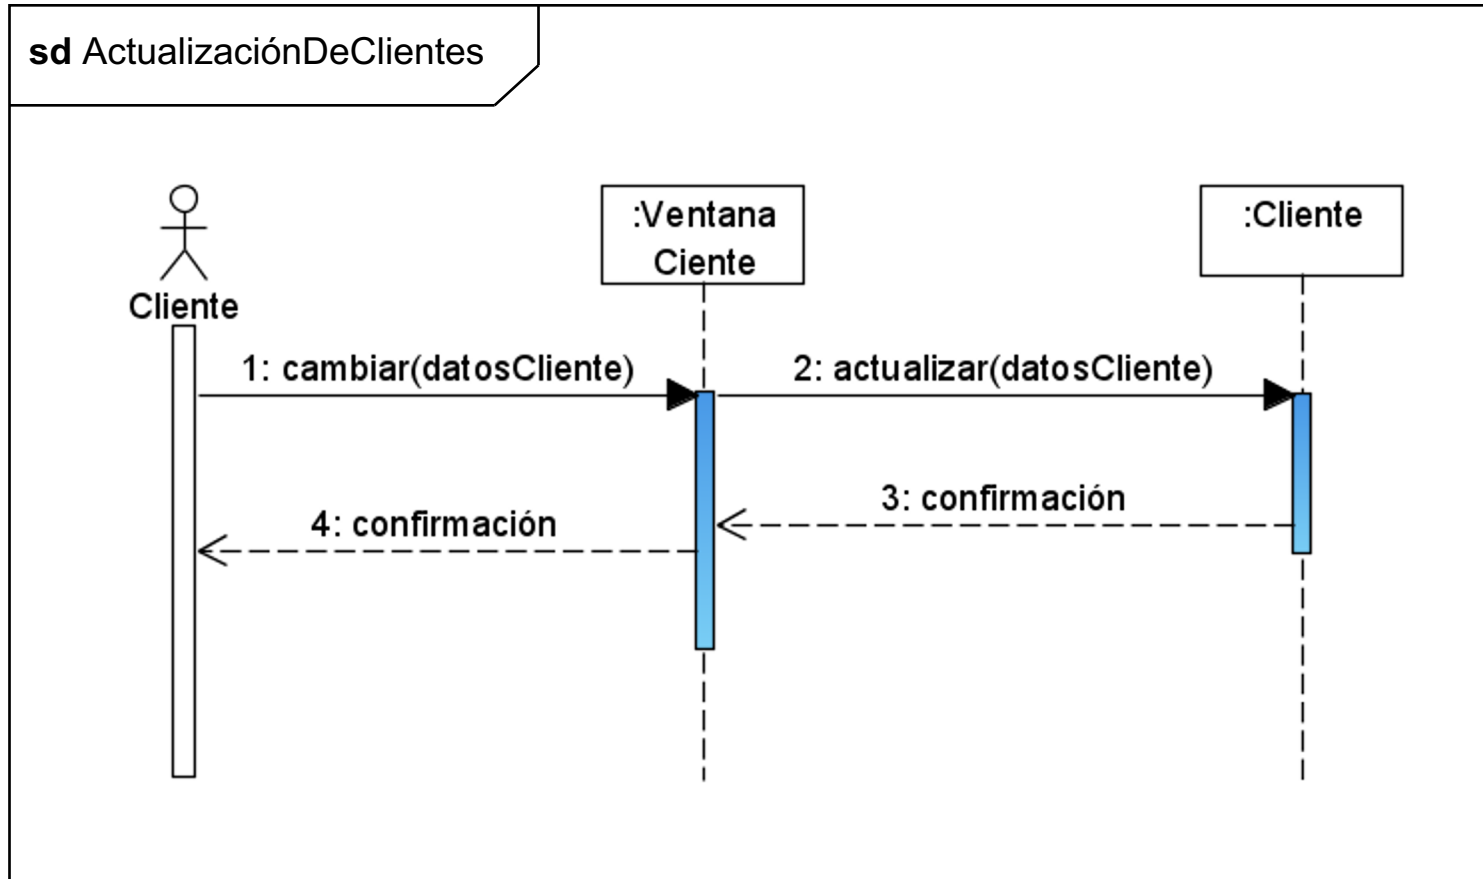 sd ActualizaciónDeClientes
:Ventana
Ciente
:Cliente
Cliente
1: cambiar(datosCliente)
2: actualizar(datosCliente)
3: confirmación
4: confirmación